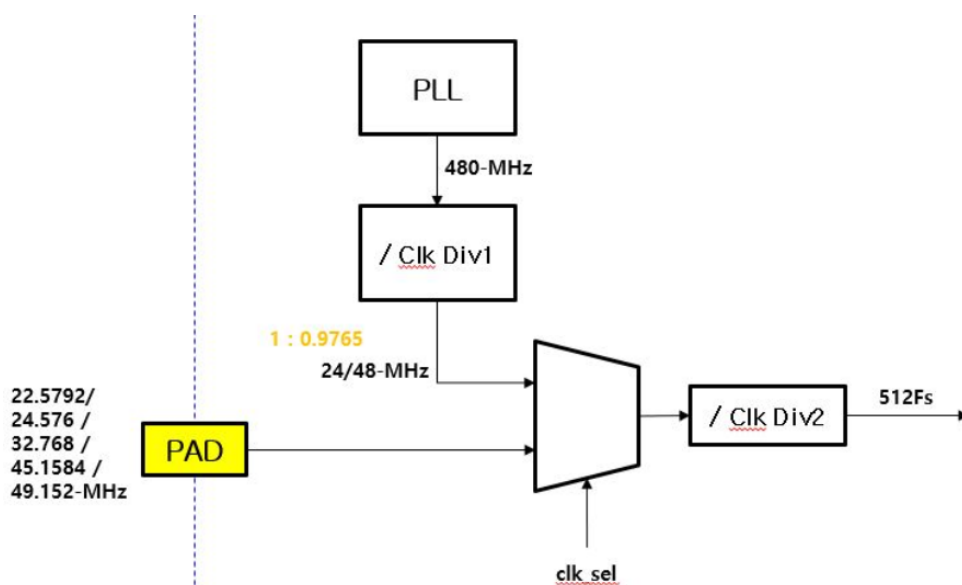 PLL
480-MHz
/ Clk Div1
1 : 0.9765
24/48-MHz
22.5792/
24.576 /
32.768 /
45.1584 /
49.152-MHz
PAD
/ Clk Div2
512Fs
clk_sel